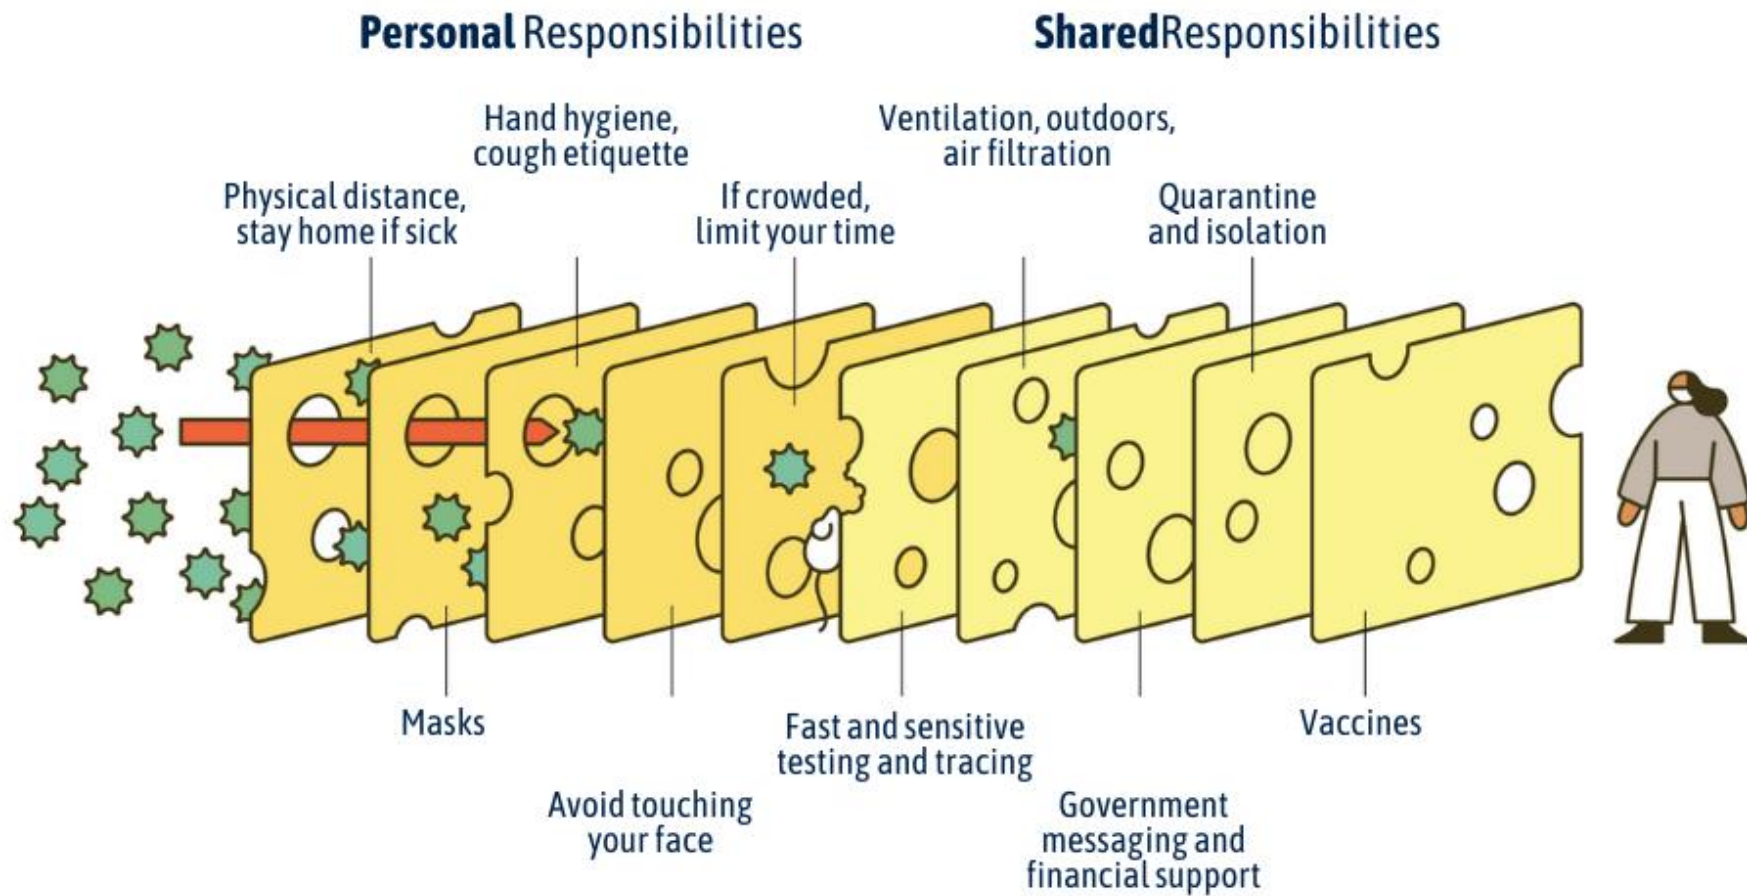 Personal Responsibilities
SharedResponsibilities
Hand hygiene,
cough etiquette
Ventilation, outdoors,
air filtration
Physical distance,
stay home if sick
If crowded,
limit your time
Quarantine
and isolation
Masks
Fast and sensitive
testing and tracing
Vaccines
Avoid touching
your face
Government
messaging and
financial support